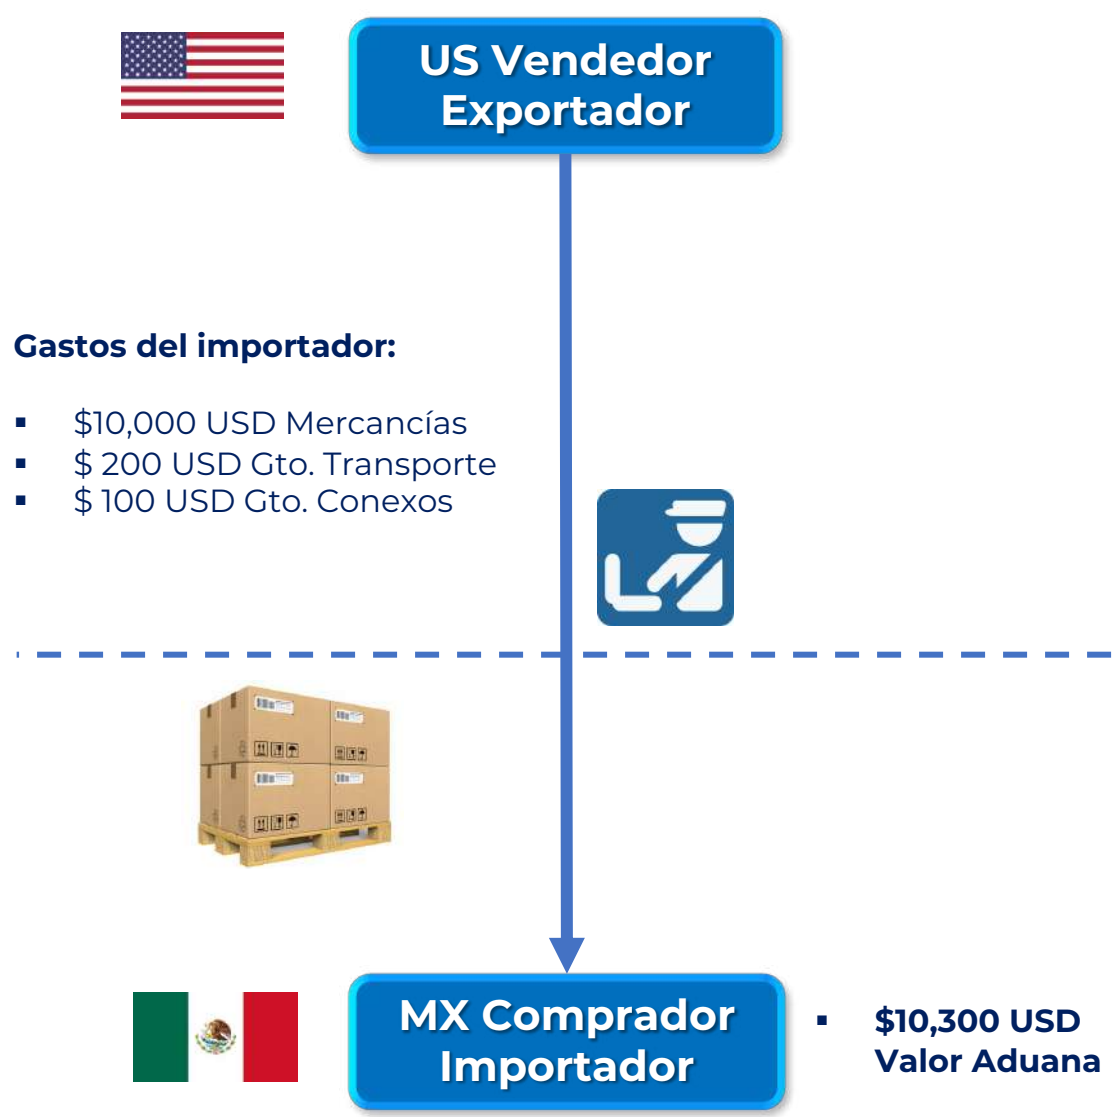 US Vendedor
Exportador
Gastos del importador:
▪ $10,000 USD Mercancías
▪ $ 200 USD Gto. Transporte
▪ $ 100 USD Gto. Conexos
MX Comprador
Importador
▪ $10,300 USD
Valor Aduana